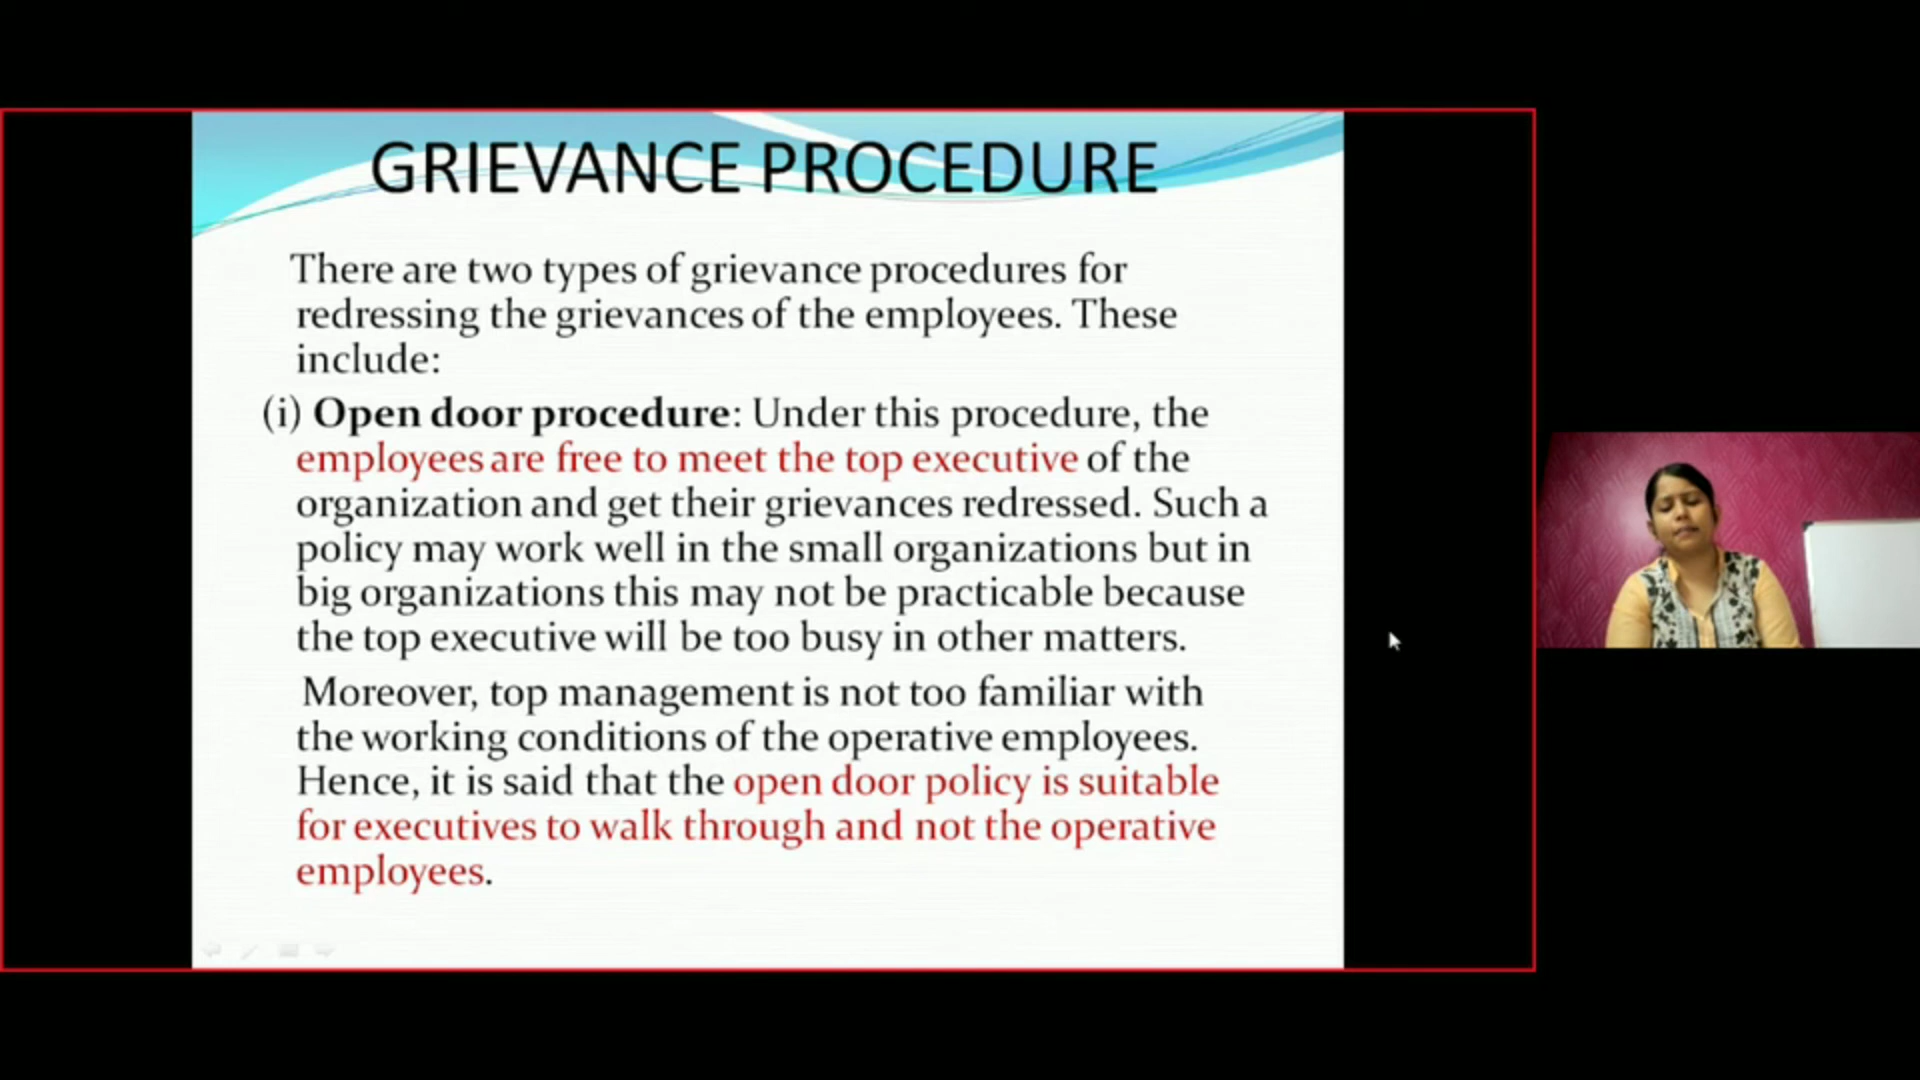 GRIEVANCE PROCEDURE
There are two types of grievance procedures for
redressing the grievances of the employees. These
include:
(i) Open door procedure: Under this procedure, the
employees are free to meet the top executive of the
organization and get their grievances redressed. Such a
policy may work well in the small organizations but in
big organizations this may not be practicable because
the top executive will be too busy in other matters.
Moreover, top management is not too familiar with
the working conditions of the operative employees.
Hence, it is said that the open door policy is suitable
for executives to walk through and not the operative
employees.